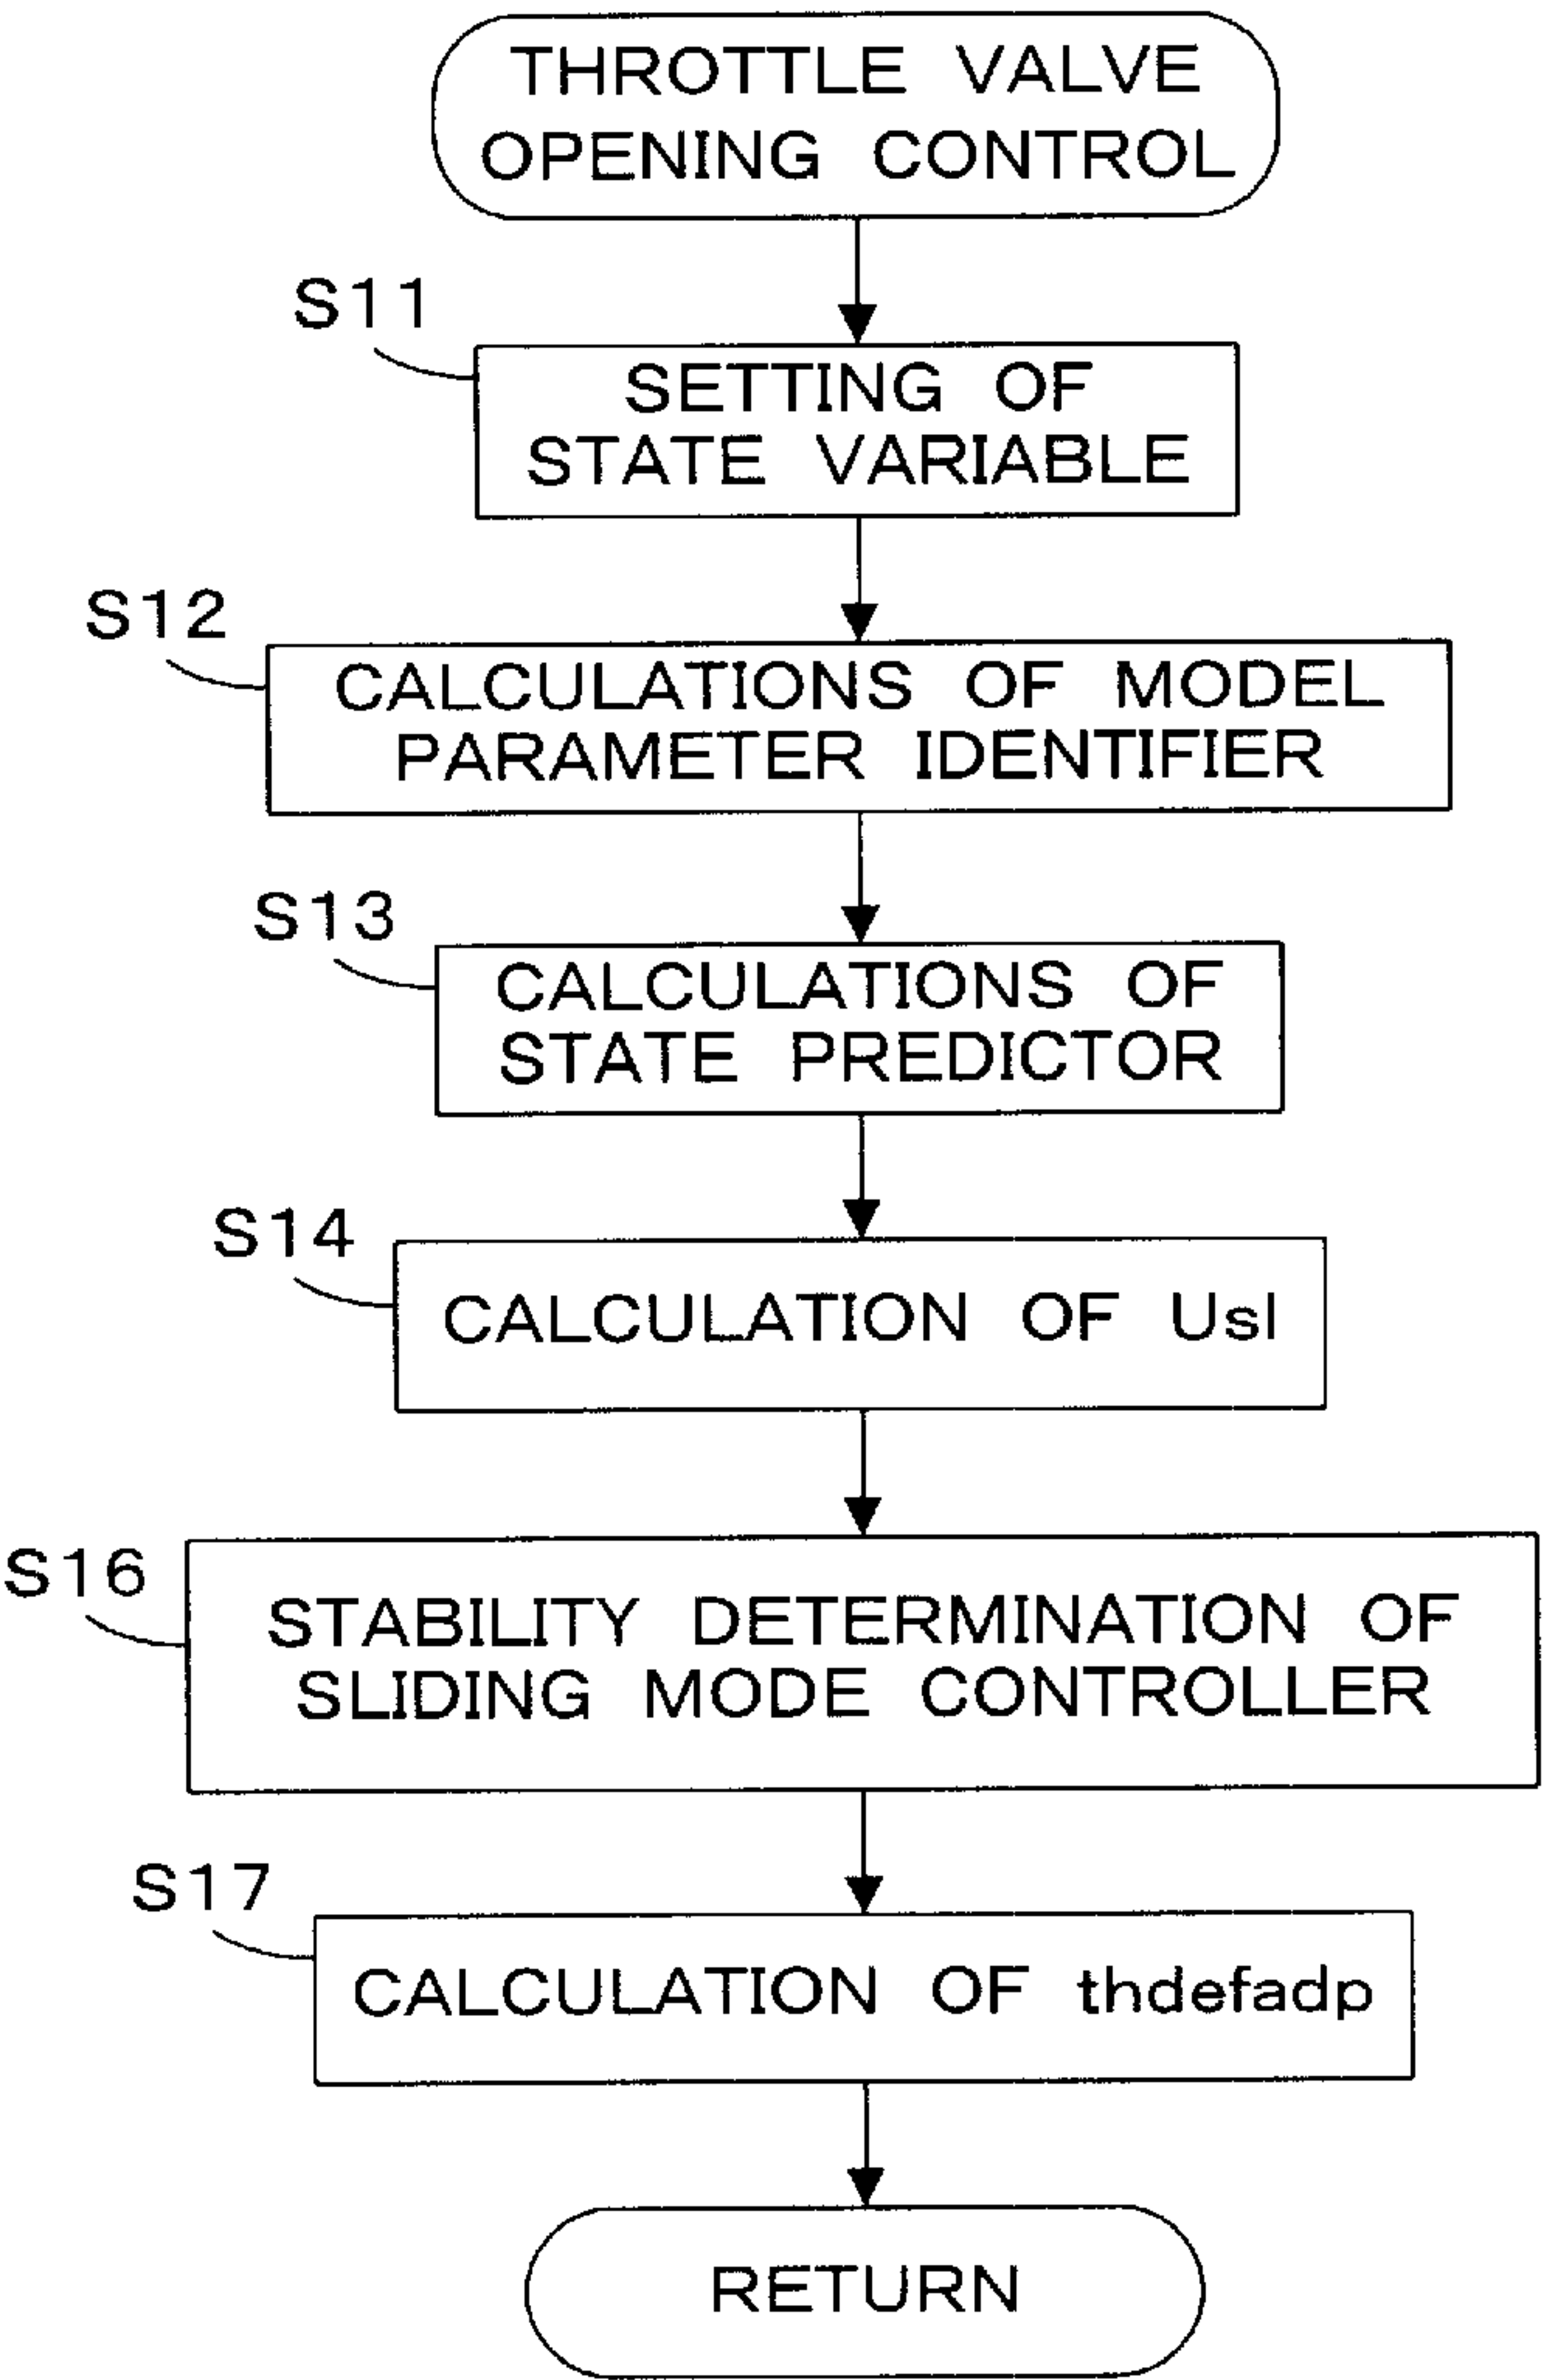 THROTTLE VALVE
OPENING CONTROL
S11
SETTING OF
STATE VARIABLE
S12
CALCULATIONS OF MODEL
PARAMETER IDENTIFIER
S13
CALCULATIONS OF
STATE PREDICTOR
S14
CALCULATION OF Usl
S16
STABILITY DETERMINATION OF
SLIDING MODE CONTROLLER
S17
CALCULATION OF thdefadp
RETURN